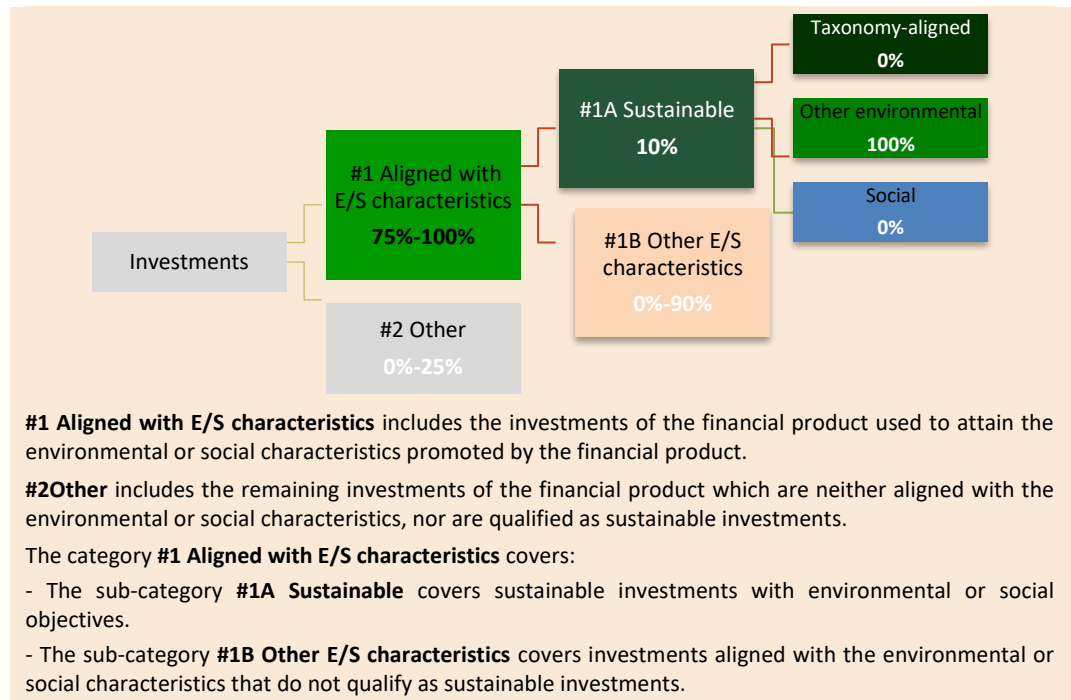 Taxonomy-aligned
0%
#1A Sustainable
10%
Other environmental
100%
#1 Aligned with
E/S characteristics
75%-100%
Social
0%
#1B Other E/S
characteristics
0%-90%
Investments
#2 Other
0%-25%
#1 Aligned with E/S characteristics includes the investments of the financial product used to attain the
environmental or social characteristics promoted by the financial product.
#2Other includes the remaining investments of the financial product which are neither aligned with the
environmental or social characteristics, nor are qualified as sustainable investments.
The category #1 Aligned with E/S characteristics covers:
- The sub-category #1A Sustainable covers sustainable investments with environmental or social
objectives.
- The sub-category #1B Other E/S characteristics covers investments aligned with the environmental or
social characteristics that do not qualify as sustainable investments.